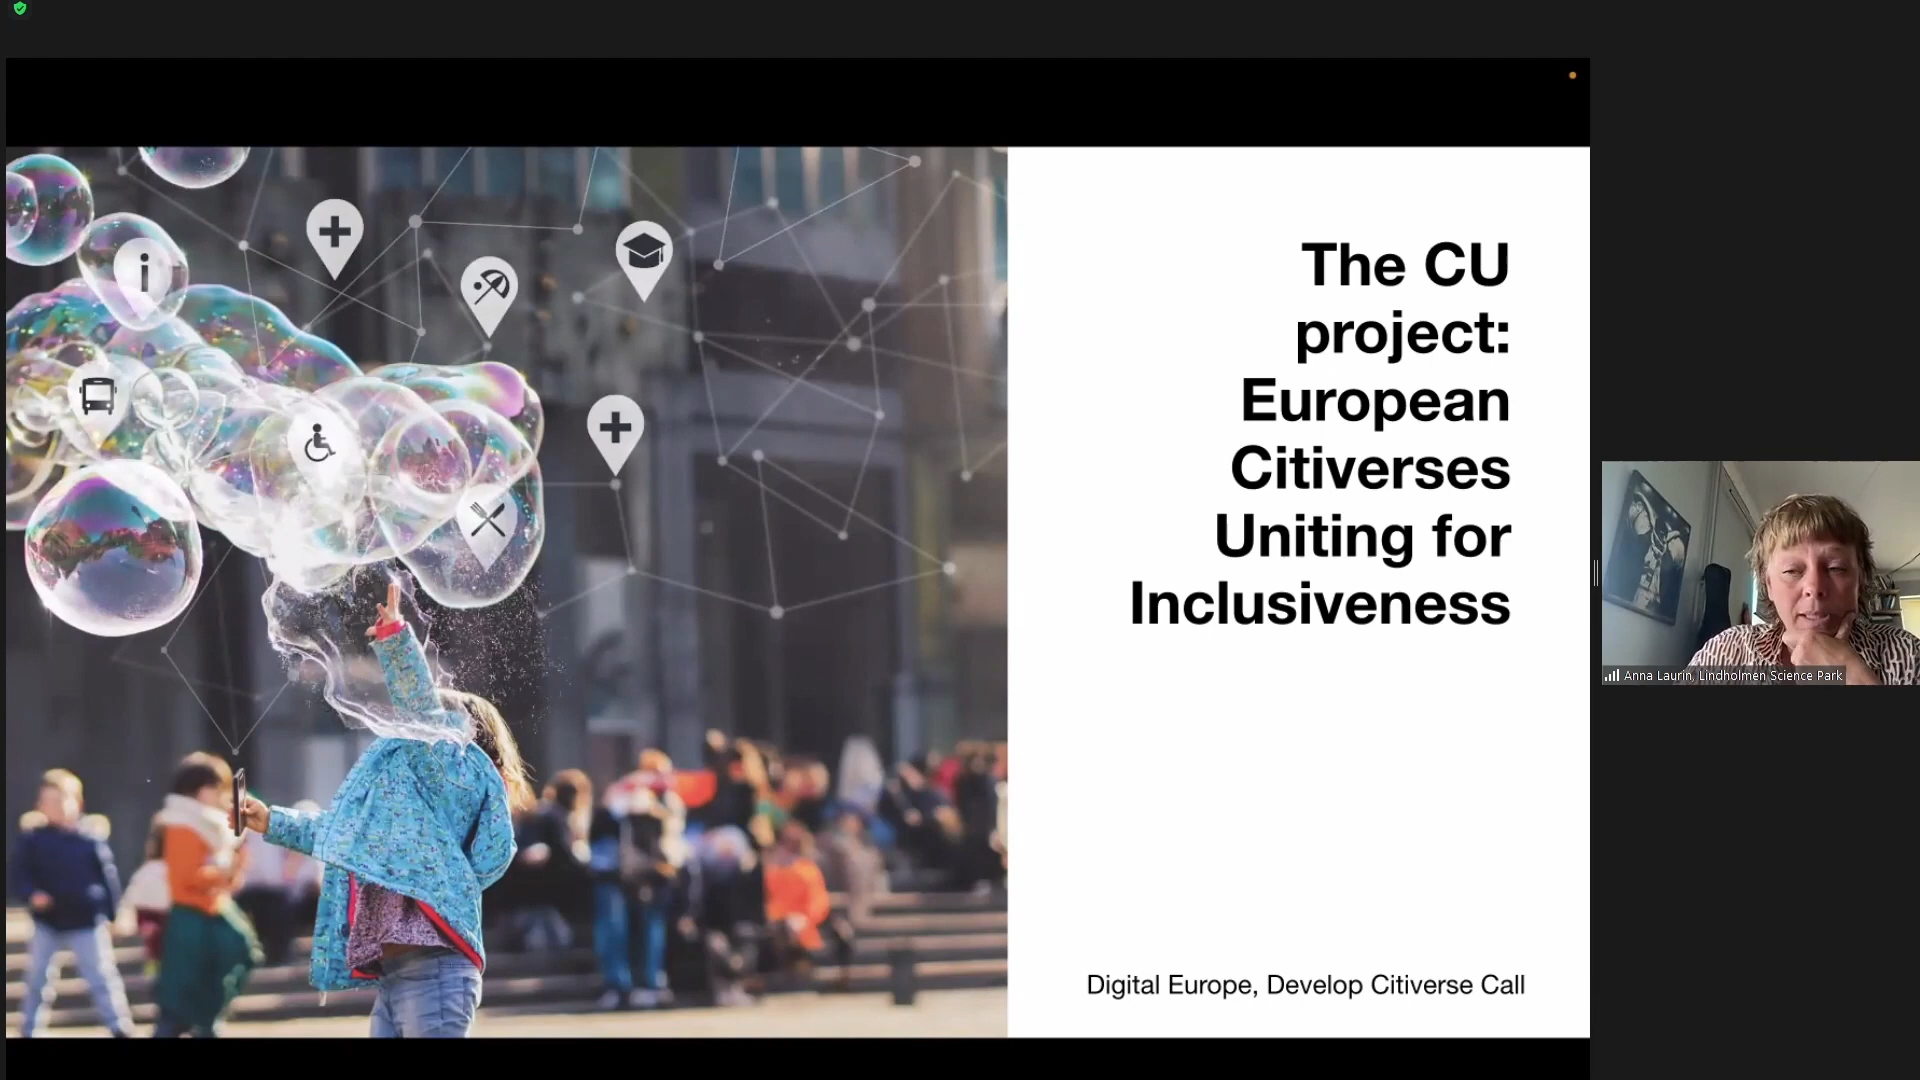 The CU
project:
European
Citiverses
Uniting for
Inclusiveness
Digital Europe, Develop Citiverse Call
Anna Laurin, Lindholmen Science Park